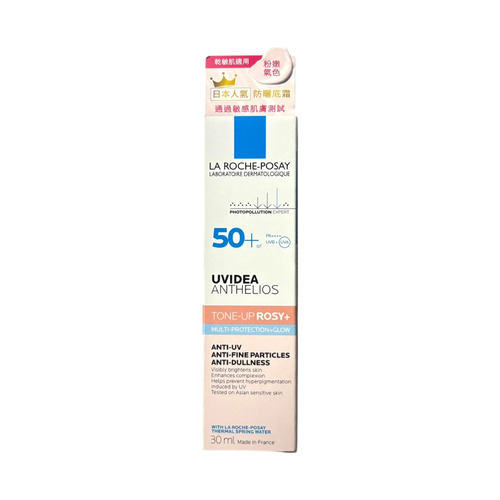 乾敏肌適用
粉嫩
氣色
日本人氣 防曬底霜
通過敏感肌膚測試
LA ROCHE-POSAY
LABORATOIRE DERMATOLOGIQUE
PHOTOPOLLUTION EXPERT
50+
PA++++
UVB+UVA
UVIDEA
ANTHELIOS
TONE-UP ROSY+
MULTI-PROTECTION+GLOW
ANTI-UV
ANTI-FINE PARTICLES
ANTI-DULLNESS
Visibly brightens skin
Enhances complexion
Helps prevent hyperpigmentation
induced by UV
Tested on Asian sensitive skin
WITH LA ROCHE-POSAY
THERMAL SPRING WATER
30 ml Made in France